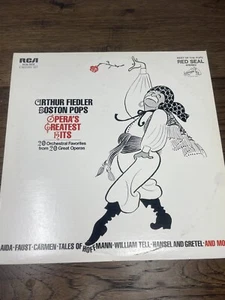 RCA
RED SEAL
STEREO
ARTHUR FIEDLER
BOSTON POPS
OPERA'S
GREATEST
HITS
20 Orchestral Favorites
from 20 Great Operas
AIDA·FAUST·CARMEN·TALES OF HOFFMANN·WILLIAM TELL·HANSEL AND GRETEL·AND MO